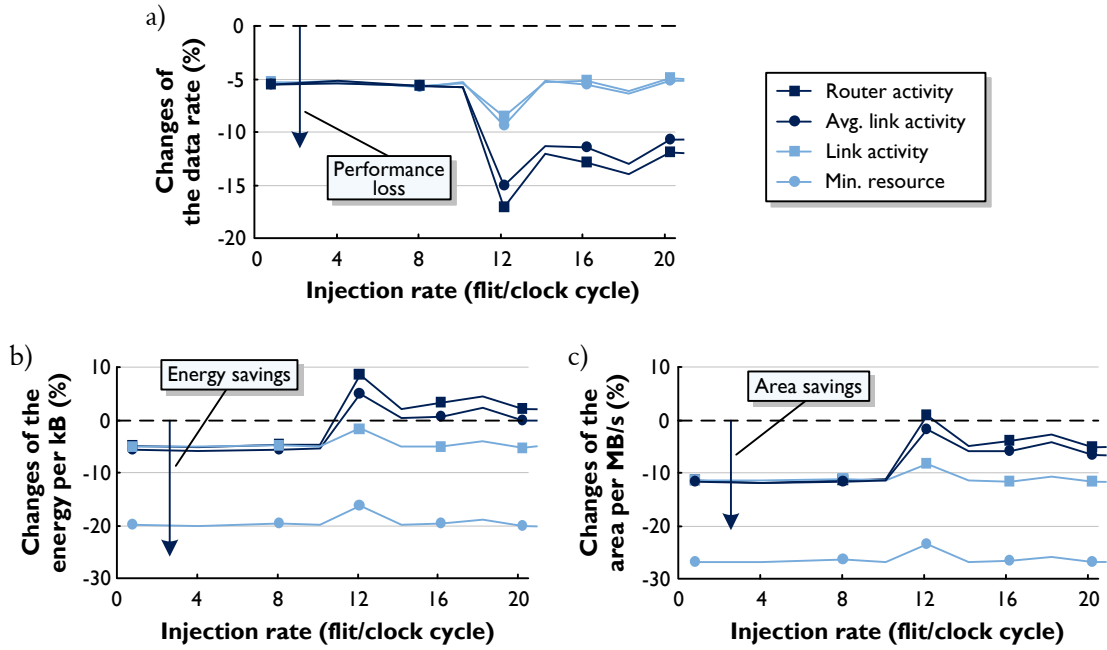 a)
0
-5
-10
-15
-20
Changes of
the data rate (%)
Performance
loss
0 4 8 12 16 20
Injection rate (flit/clock cycle)
Router activity
Avg. link activity
Link activity
Min. resource
b)
10
0
-10
-20
-30
Changes of the
energy per kB (%)
Energy savings
0 4 8 12 16 20
Injection rate (flit/clock cycle)
c)
10
0
-10
-20
-30
Changes of the
area per MB/s (%)
Area savings
0 4 8 12 16 20
Injection rate (flit/clock cycle)